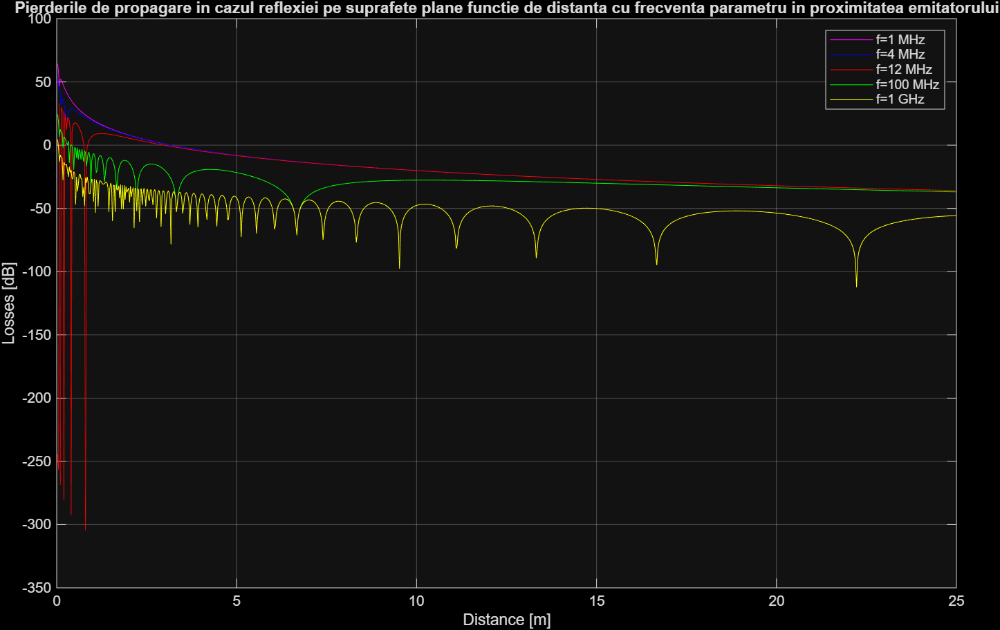 Pierderile de propagare in cazul reflexiei pe suprafete plane functie de distanta cu frecventa parametru in proximitatea emitatorului
100
50
0
-50
-100
-150
-200
-250
-300
-350
Losses [dB]
f=1 MHz
f=4 MHz
f=12 MHz
f=100 MHz
f=1 GHz
0 5 10 15 20 25
Distance [m]